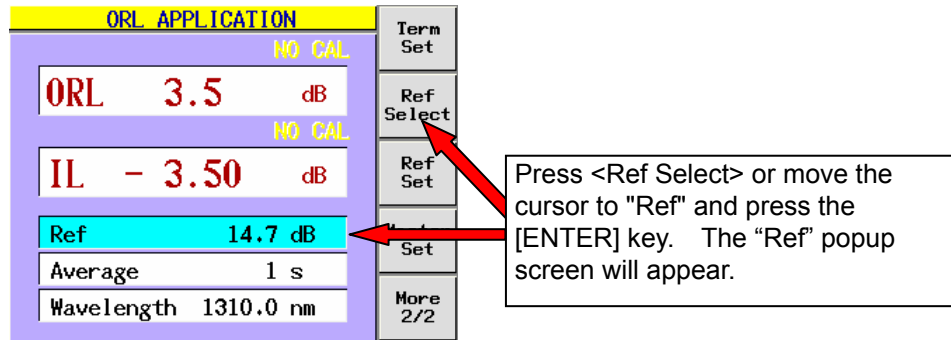 ORL APPLICATION
NO CAL
ORL 3.5 dB
NO CAL
IL - 3.50 dB
Ref 14.7 dB
Average 1 s
Wavelength 1310.0 nm
Term
Set
Ref
Select
Ref
Set
Set
More
2/2
Press <Ref Select> or move the
cursor to "Ref" and press the
[ENTER] key. The “Ref” popup
screen will appear.